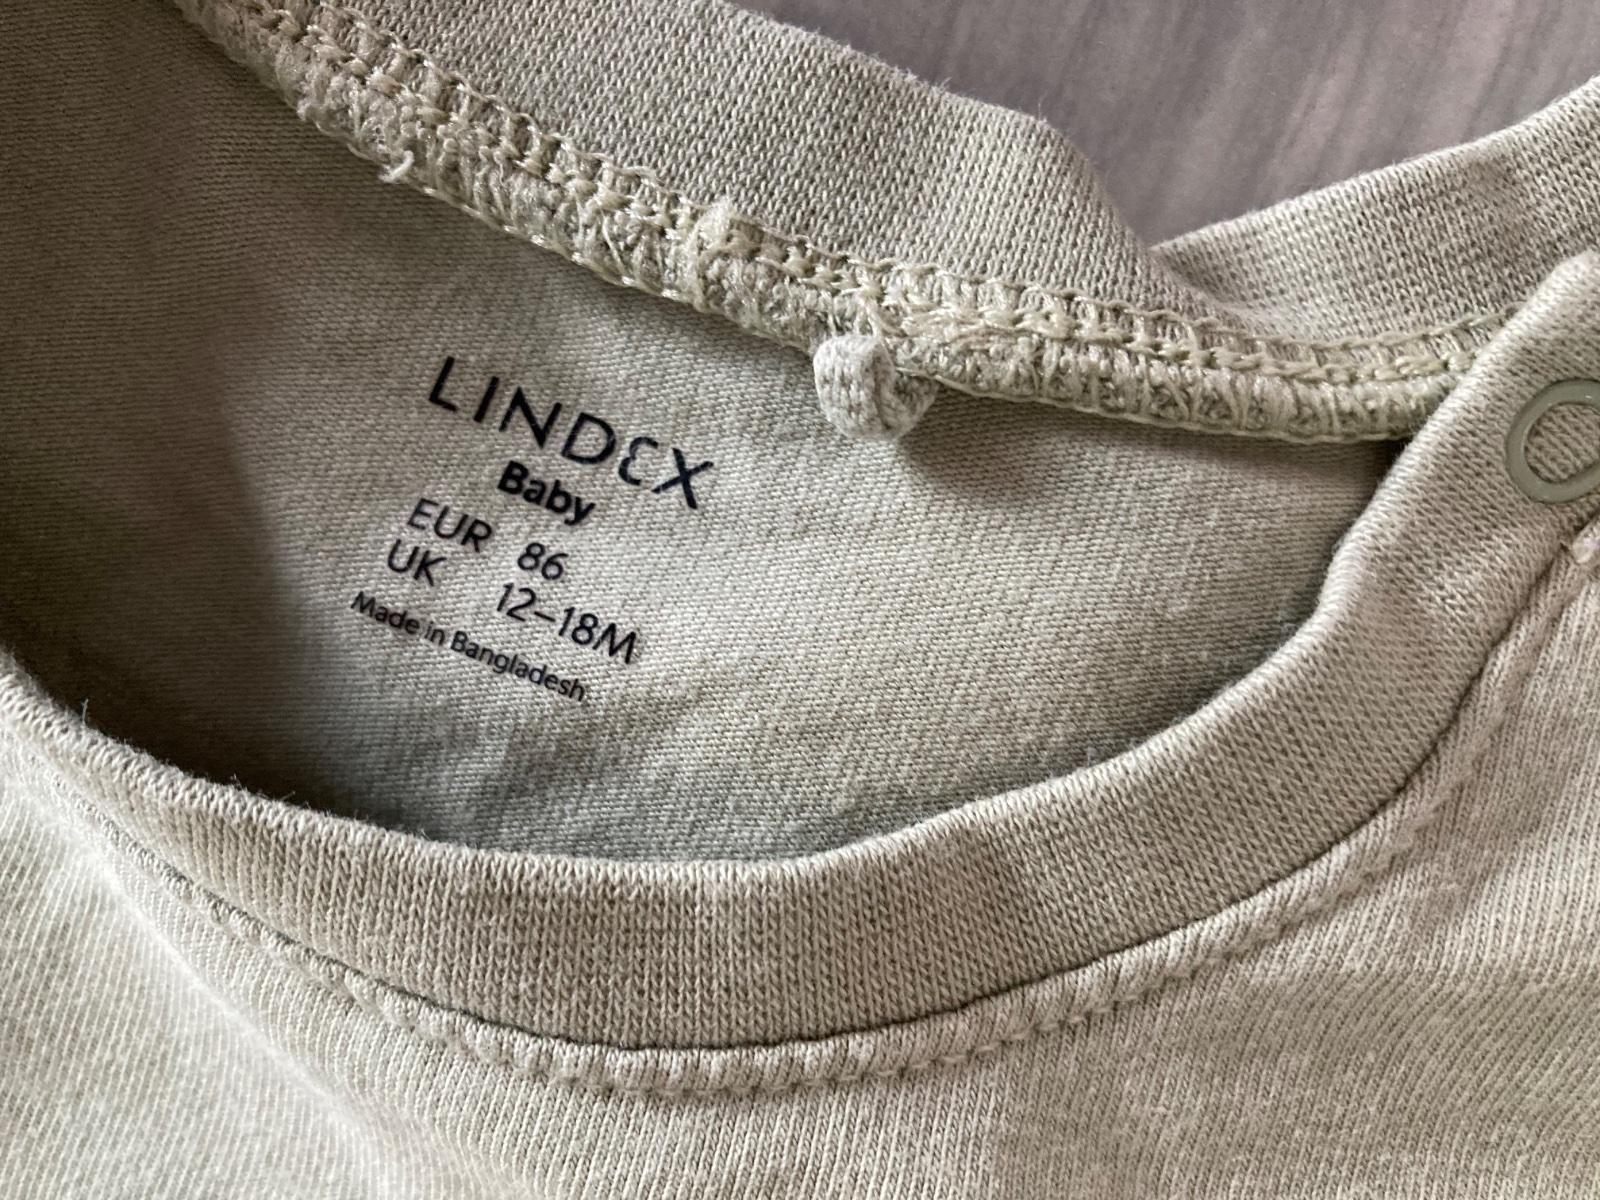 LINDEX
Baby
EUR 86
UK 12–18M
Made in Bangladesh